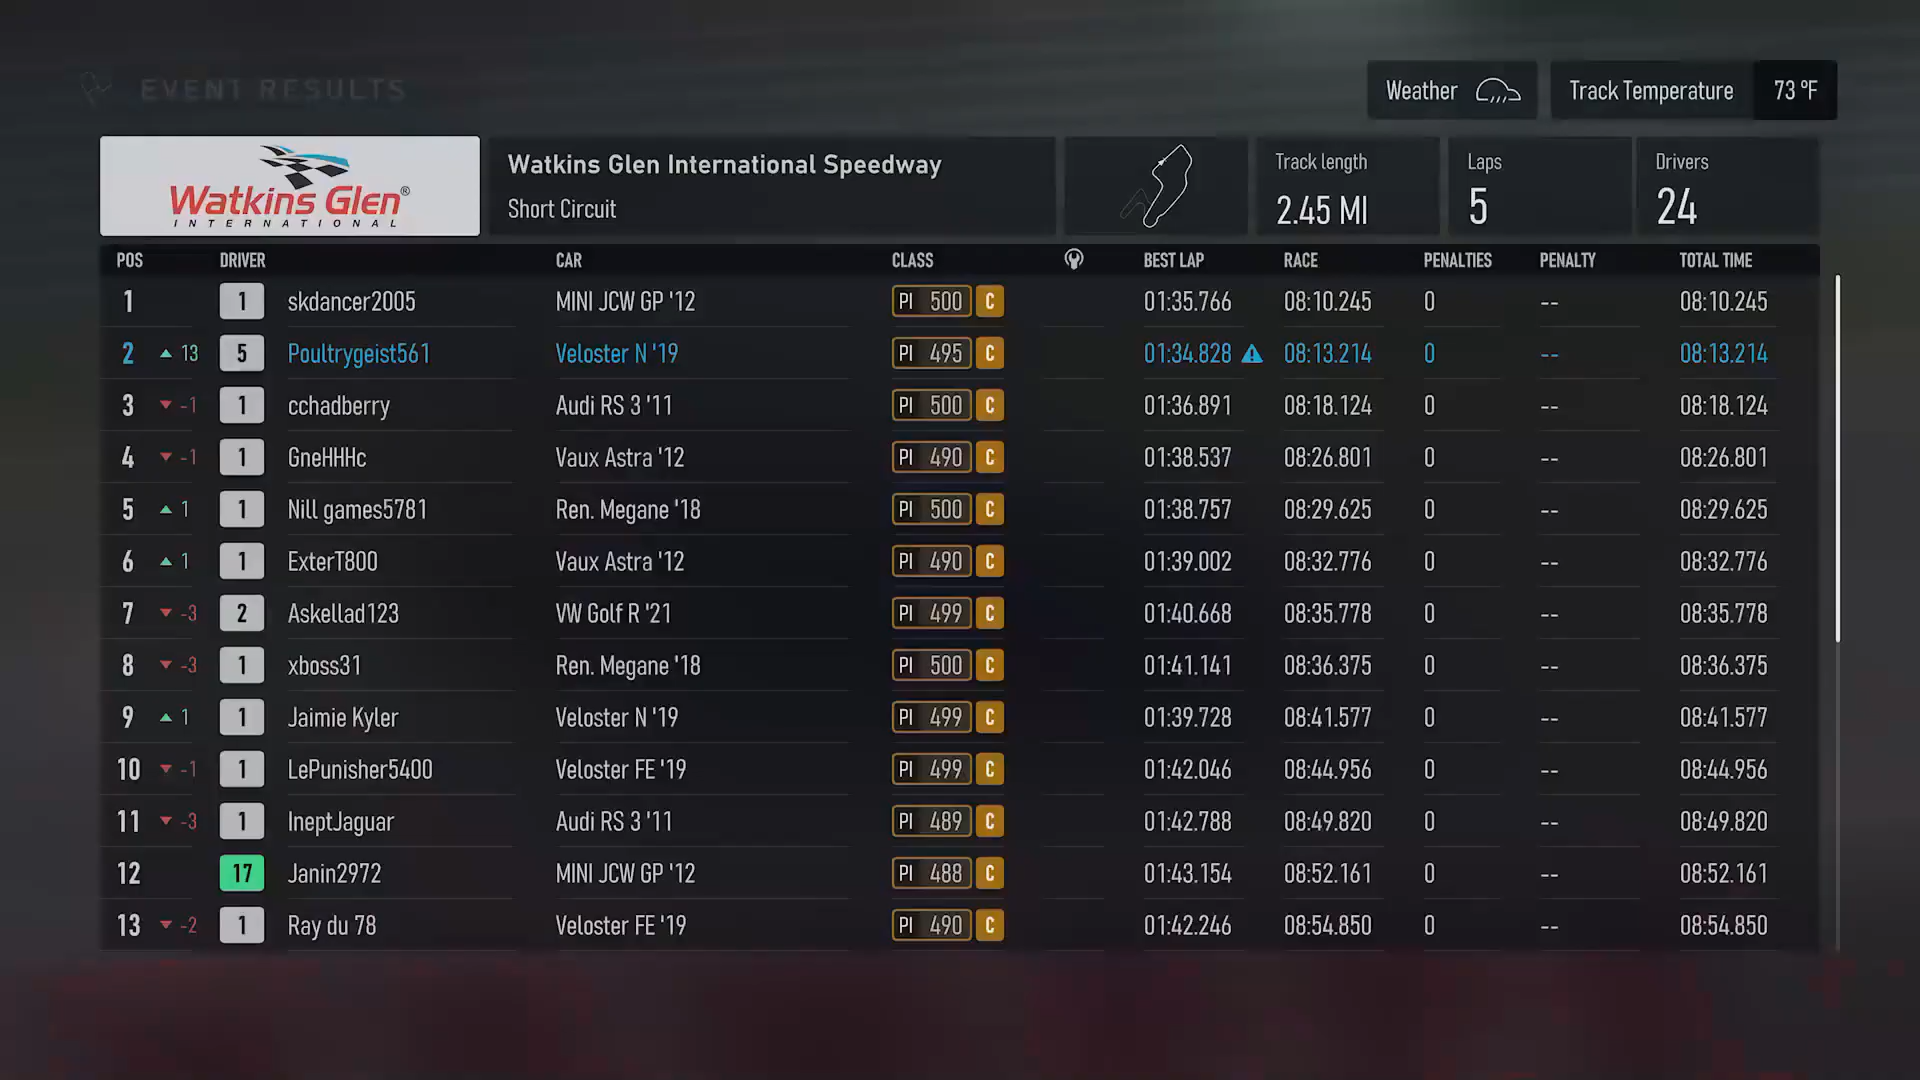 EVENT RESULTS
Weather
Track Temperature 73 °F
Watkins Glen®
INTERNATIONAL
Watkins Glen International Speedway
Short Circuit
Track length
2.45 MI
Laps
5
Drivers
24
POS DRIVER CAR CLASS BEST LAP RACE PENALTIES PENALTY TOTAL TIME
1 1 skdancer2005 MINI JCW GP '12 PI 500 C 01:35.766 08:10.245 0 -- 08:10.245
2 ▲ 13 5 Poultrygeist561 Veloster N '19 PI 495 C 01:34.828 08:13.214 0 -- 08:13.214
3 ▼ -1 1 cchadberry Audi RS 3 '11 PI 500 C 01:36.891 08:18.124 0 -- 08:18.124
4 ▼ -1 1 GneHHHc Vaux Astra '12 PI 490 C 01:38.537 08:26.801 0 -- 08:26.801
5 ▲ 1 1 Nill games5781 Ren. Megane '18 PI 500 C 01:38.757 08:29.625 0 -- 08:29.625
6 ▲ 1 1 ExterT800 Vaux Astra '12 PI 490 C 01:39.002 08:32.776 0 -- 08:32.776
7 ▼ -3 2 Askellad123 VW Golf R '21 PI 499 C 01:40.668 08:35.778 0 -- 08:35.778
8 ▼ -3 1 xboss31 Ren. Megane '18 PI 500 C 01:41.141 08:36.375 0 -- 08:36.375
9 ▲ 1 1 Jaimie Kyler Veloster N '19 PI 499 C 01:39.728 08:41.577 0 -- 08:41.577
10 ▼ -1 1 LePunisher5400 Veloster FE '19 PI 499 C 01:42.046 08:44.956 0 -- 08:44.956
11 ▼ -3 1 IneptJaguar Audi RS 3 '11 PI 489 C 01:42.788 08:49.820 0 -- 08:49.820
12 17 Janin2972 MINI JCW GP '12 PI 488 C 01:43.154 08:52.161 0 -- 08:52.161
13 ▼ -2 1 Ray du 78 Veloster FE '19 PI 490 C 01:42.246 08:54.850 0 -- 08:54.850